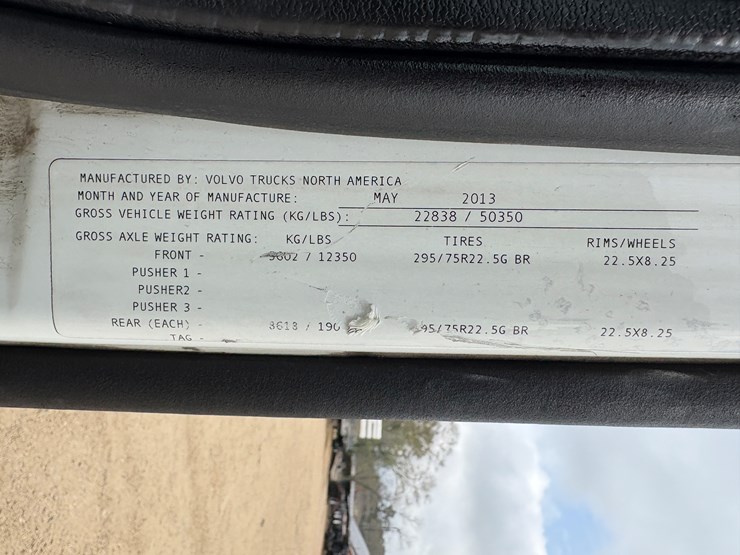 MANUFACTURED BY: VOLVO TRUCKS NORTH AMERICA
MONTH AND YEAR OF MANUFACTURE: MAY 2013
GROSS VEHICLE WEIGHT RATING (KG/LBS): 22838 / 50350
GROSS AXLE WEIGHT RATING: KG/LBS TIRES RIMS/WHEELS
FRONT - 5602 / 12350 295/75R22.5G BR 22.5X8.25
PUSHER 1 -
PUSHER2 -
PUSHER 3 -
REAR (EACH) - 8618 / 22.5X8.25
TAG -